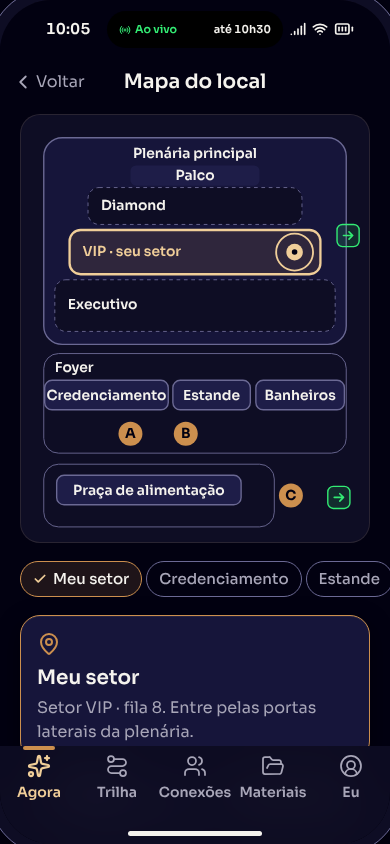 10:05
Ao vivo
até 10h30
Voltar
Mapa do local
Plenária principal
Palco
Diamond
VIP · seu setor
Executivo
Foyer
Credenciamento
Estande
Banheiros
A
B
Praça de alimentação
C
Meu setor
Credenciamento
Estande
Meu setor
Setor VIP · fila 8. Entre pelas portas
laterais da plenária.
Agora
Trilha
Conexões
Materiais
Eu